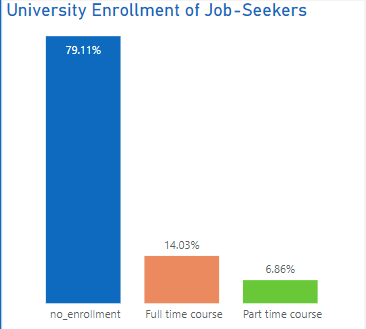 University Enrollment of Job-Seekers
79.11%
14.03%
6.86%
no_enrollment Full time course Part time course